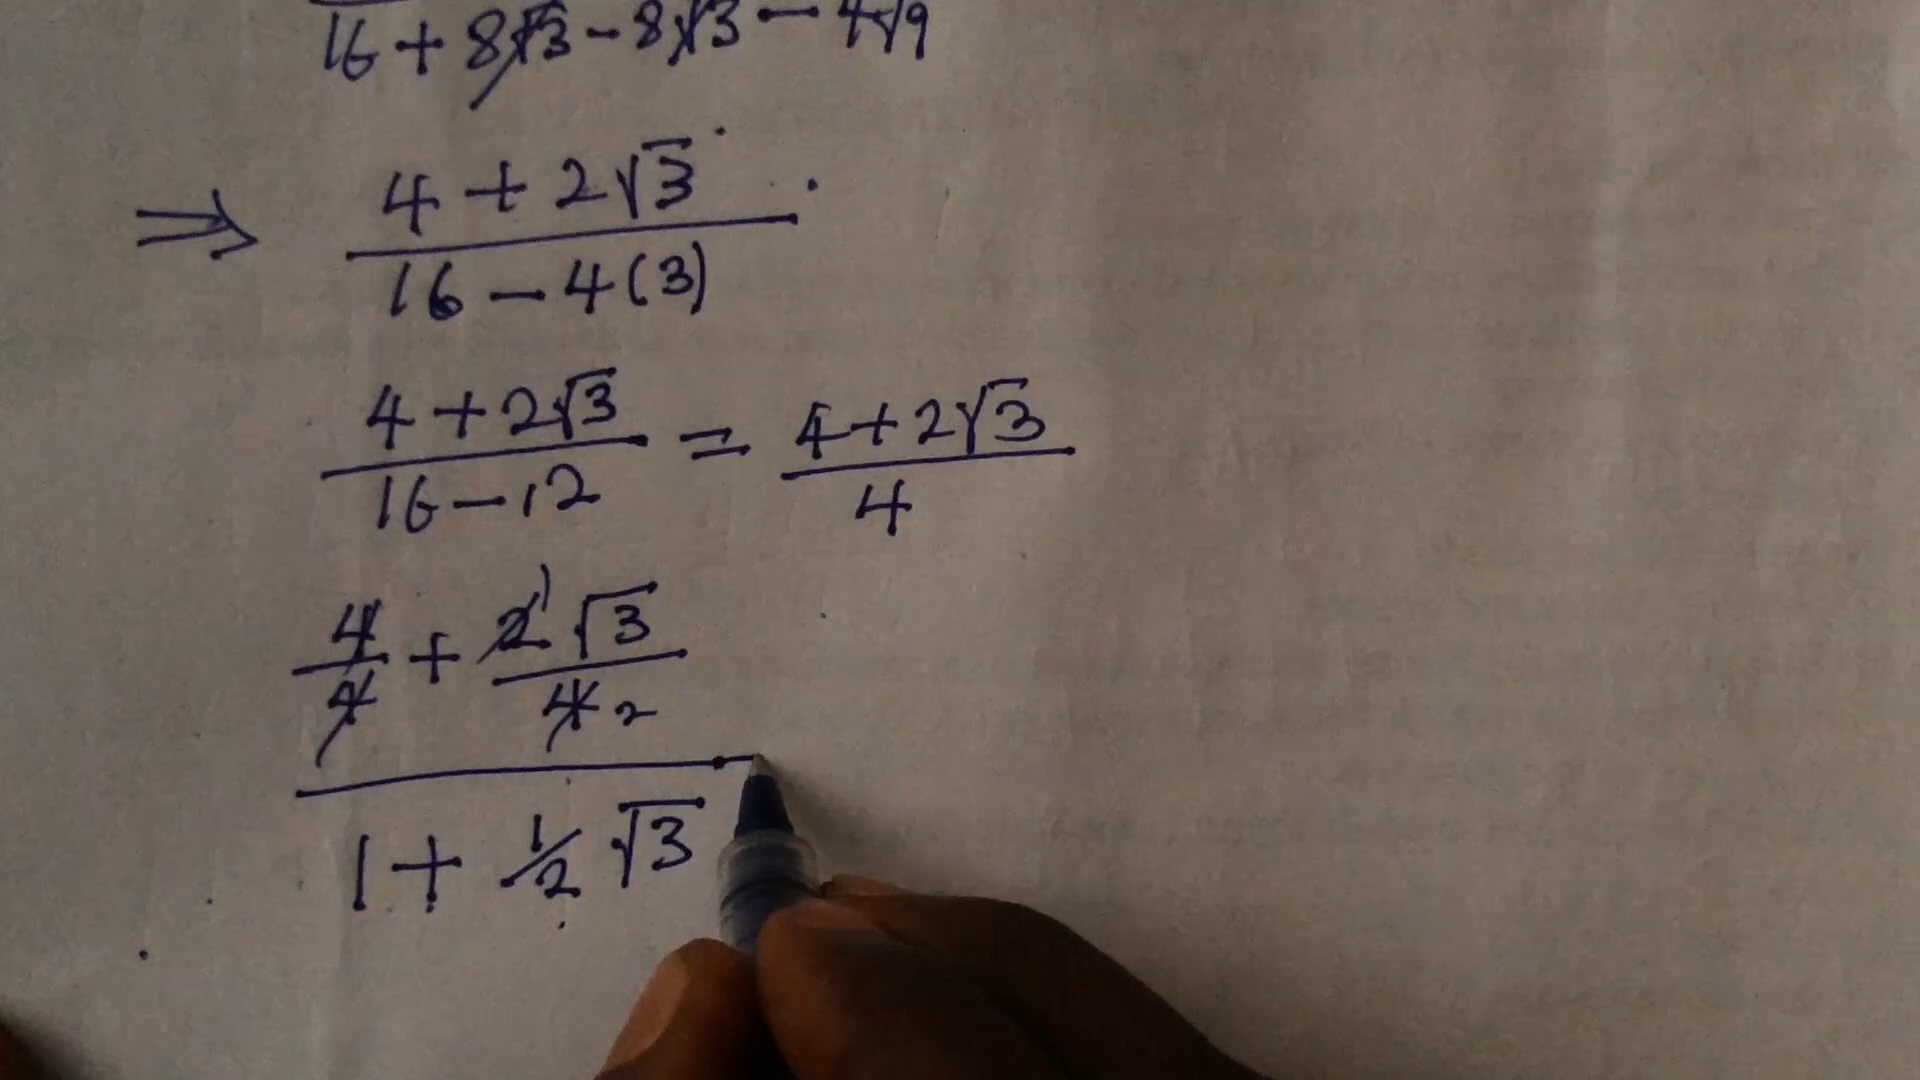 16 + 8√3 - 8√3 - 4√9
⇒ 4 + 2√3 / 16 - 4(3)
4 + 2√3 / 16 - 12 = 4 + 2√3 / 4
4/4 + 2¹√3 / 4 2
1 + 1/2 √3